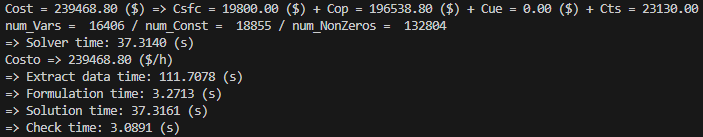 Cost = 239468.80 ($) => Csfc = 19800.00 ($) + Cop = 196538.80 ($) + Cue = 0.00 ($) + Cts = 23130.00
num_Vars =  16406 / num_Const =  18855 / num_NonZeros =  132804
=> Solver time: 37.3140 (s)
Costo => 239468.80 ($/h)
=> Extract data time: 111.7078 (s)
=> Formulation time: 3.2713 (s)
=> Solution time: 37.3161 (s)
=> Check time: 3.0891 (s)